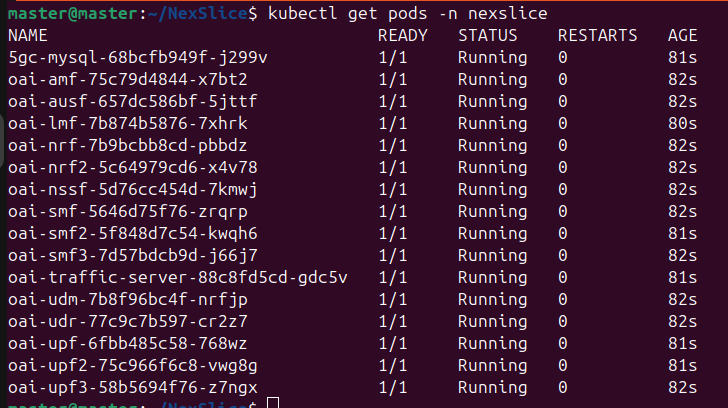 master@master:~/NexSlice$ kubectl get pods -n nexslice
NAME READY STATUS RESTARTS AGE
5gc-mysql-68bcfb949f-j299v 1/1 Running 0 81s
oai-amf-75c79d4844-x7bt2 1/1 Running 0 82s
oai-ausf-657dc586bf-5jttf 1/1 Running 0 82s
oai-lmf-7b874b5876-7xhrk 1/1 Running 0 80s
oai-nrf-7b9bcbb8cd-pbbdz 1/1 Running 0 82s
oai-nrf2-5c64979cd6-x4v78 1/1 Running 0 82s
oai-nssf-5d76cc454d-7kmwj 1/1 Running 0 82s
oai-smf-5646d75f76-zrqrp 1/1 Running 0 82s
oai-smf2-5f848d7c54-kwqh6 1/1 Running 0 81s
oai-smf3-7d57bdcb9d-j66j7 1/1 Running 0 82s
oai-traffic-server-88c8fd5cd-gdc5v 1/1 Running 0 81s
oai-udm-7b8f96bc4f-nrfjp 1/1 Running 0 82s
oai-udr-77c9c7b597-cr2z7 1/1 Running 0 82s
oai-upf-6fbb485c58-768wz 1/1 Running 0 81s
oai-upf2-75c966f6c8-vwg8g 1/1 Running 0 81s
oai-upf3-58b5694f76-z7ngx 1/1 Running 0 82s
master@master:~/NexSlice$